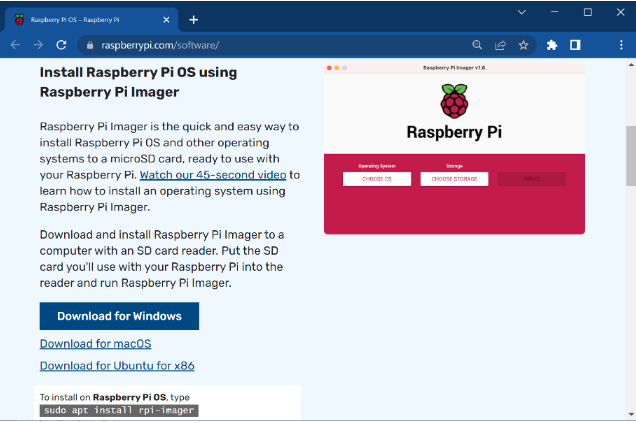 Raspberry Pi OS – Raspberry Pi
raspberrypi.com/software/
Install Raspberry Pi OS using
Raspberry Pi Imager
Raspberry Pi Imager is the quick and easy way to
install Raspberry Pi OS and other operating
systems to a microSD card, ready to use with
your Raspberry Pi. Watch our 45-second video to
learn how to install an operating system using
Raspberry Pi Imager.
Download and install Raspberry Pi Imager to a
computer with an SD card reader. Put the SD
card you'll use with your Raspberry Pi into the
reader and run Raspberry Pi Imager.
Download for Windows
Download for macOS
Download for Ubuntu for x86
To install on Raspberry Pi OS, type
sudo apt install rpi-imager
Raspberry Pi Imager v1.6
Raspberry Pi
Operating System Storage
CHOOSE OS CHOOSE STORAGE WRITE